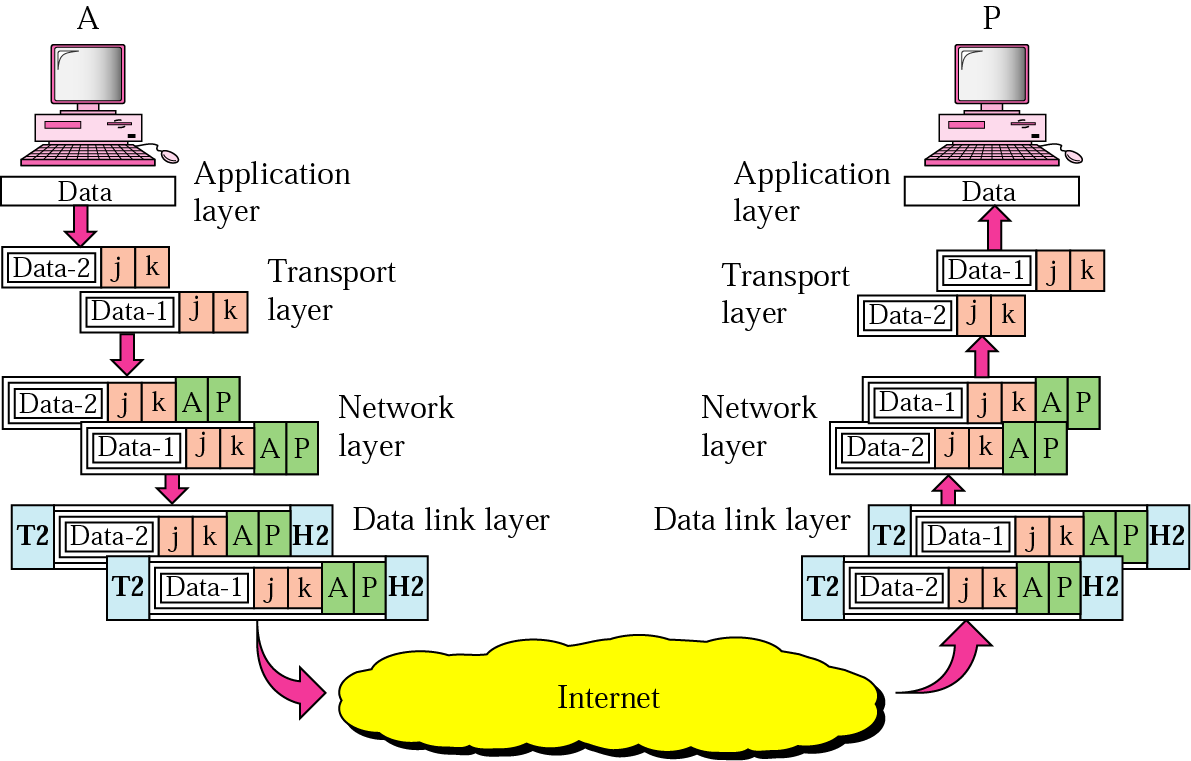 A
P
Data
Application
layer
Application
layer
Data
Data-2 j k
Transport
layer
Data-1 j k
Transport
layer
Data-1 j k
Data-2 j k
Data-2 j k A P
Network
layer
Data-1 j k A P
Network
layer
Data-1 j k A P
Data-2 j k A P
T2 Data-2 j k A P H2
Data link layer
T2 Data-1 j k A P H2
Data link layer
T2 Data-1 j k A P H2
T2 Data-2 j k A P H2
Internet